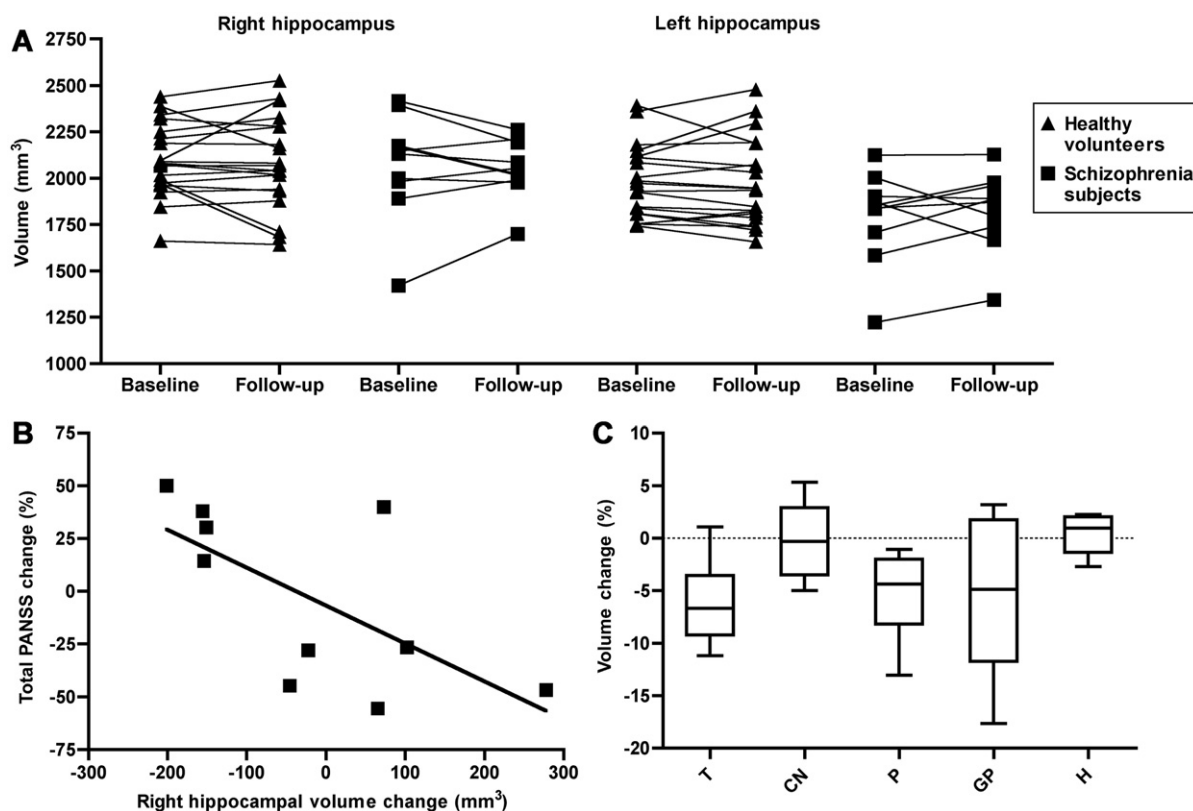 Right hippocampus
Left hippocampus
A
2750
2500
2250
2000
1750
1500
1250
1000
Volume (mm³)
Baseline
Follow-up
Baseline
Follow-up
Baseline
Follow-up
Baseline
Follow-up
Healthy
volunteers
Schizophrenia
subjects
B
75
50
25
0
-25
-50
-75
Total PANSS change (%)
-300
-200
-100
0
100
200
300
Right hippocampal volume change (mm³)
C
10
5
0
-5
-10
-15
-20
Volume change (%)
T
CN
P
GP
H